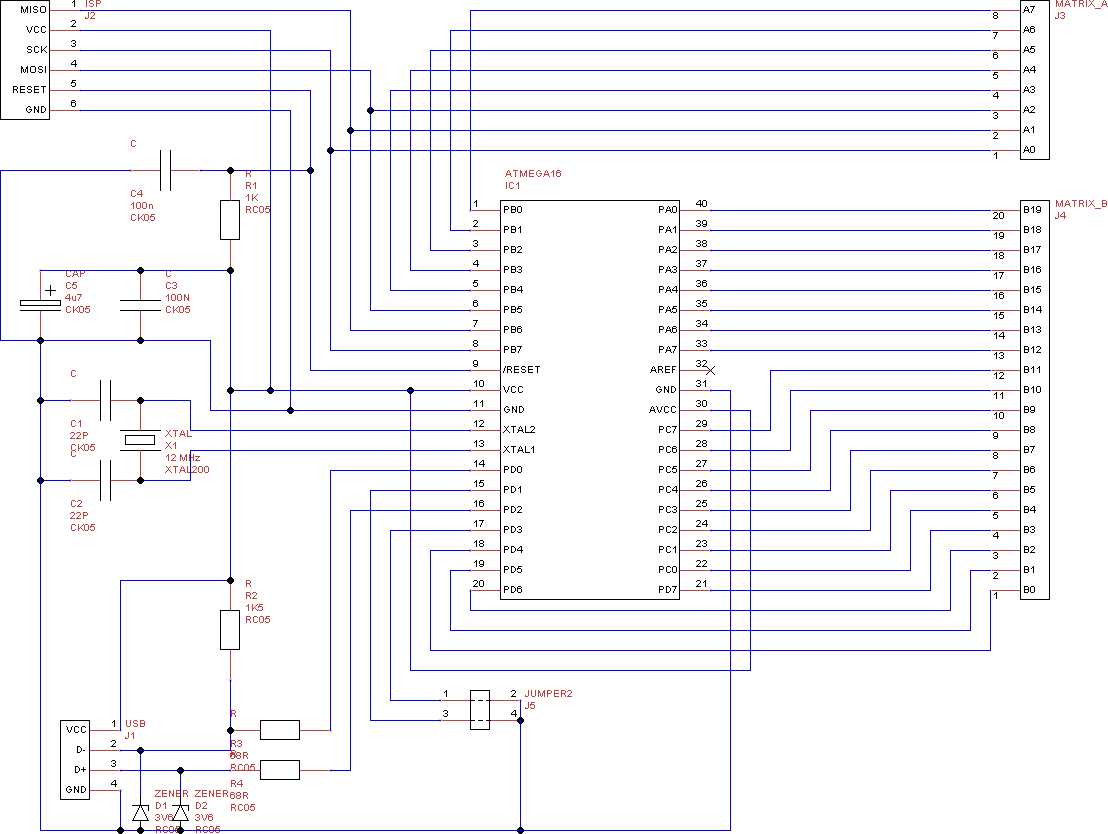 MISO 1 ISP
J2
VCC 2
SCK 3
MOSI 4
RESET 5
GND 6
MATRIX_A
J3
8 A7
7 A6
6 A5
5 A4
4 A3
3 A2
2 A1
1 A0
C
C4
100n
CK05
R
R1
1K
RC05
CAP
C5
4u7
CK05
C
C3
100N
CK05
C
C1
22P
CK05
C
C2
22P
CK05
XTAL
X1
12 MHz
XTAL200
ATMEGA16
IC1
1 PB0 PA0 40
2 PB1 PA1 39
3 PB2 PA2 38
4 PB3 PA3 37
5 PB4 PA4 36
6 PB5 PA5 35
7 PB6 PA6 34
8 PB7 PA7 33
9 /RESET AREF 32
10 VCC GND 31
11 GND AVCC 30
12 XTAL2 PC7 29
13 XTAL1 PC6 28
14 PD0 PC5 27
15 PD1 PC4 26
16 PD2 PC3 25
17 PD3 PC2 24
18 PD4 PC1 23
19 PD5 PC0 22
20 PD6 PD7 21
MATRIX_B
J4
20 B19
19 B18
18 B17
17 B16
16 B15
15 B14
14 B13
13 B12
12 B11
11 B10
10 B9
9 B8
8 B7
7 B6
6 B5
5 B4
4 B3
3 B2
2 B1
1 B0
R
R2
1K5
RC05
1 2 JUMPER2
J5
3 4
VCC 1 USB
J1
D- 2
D+ 3
GND 4
R
R3
68R
RC05
R4
68R
RC05
ZENER
D1
3V6
RC05
ZENER
D2
3V6
RC05